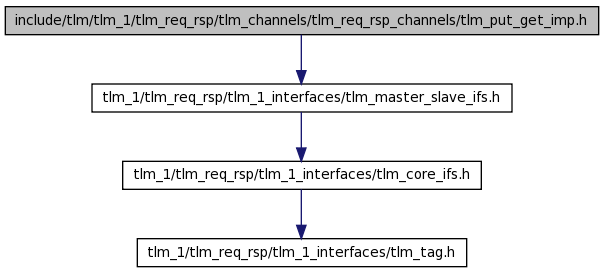 include/tlm/tlm_1/tlm_req_rsp/tlm_channels/tlm_req_rsp_channels/tlm_put_get_imp.h
tlm_1/tlm_req_rsp/tlm_1_interfaces/tlm_master_slave_ifs.h
tlm_1/tlm_req_rsp/tlm_1_interfaces/tlm_core_ifs.h
tlm_1/tlm_req_rsp/tlm_1_interfaces/tlm_tag.h